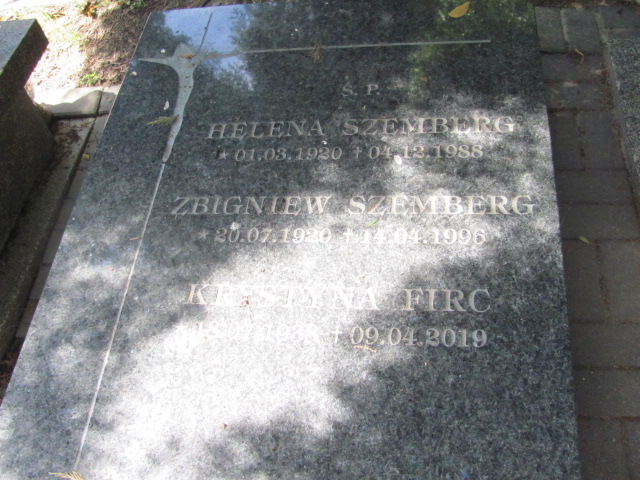 Ś. P.
HELENA SZEMBERG
* 01.03.1920 † 04.12.1988
ZBIGNIEW SZEMBERG
* 20.07.1920 † 14.04.1996
KRYSTYNA FIRC
† 09.04.2019